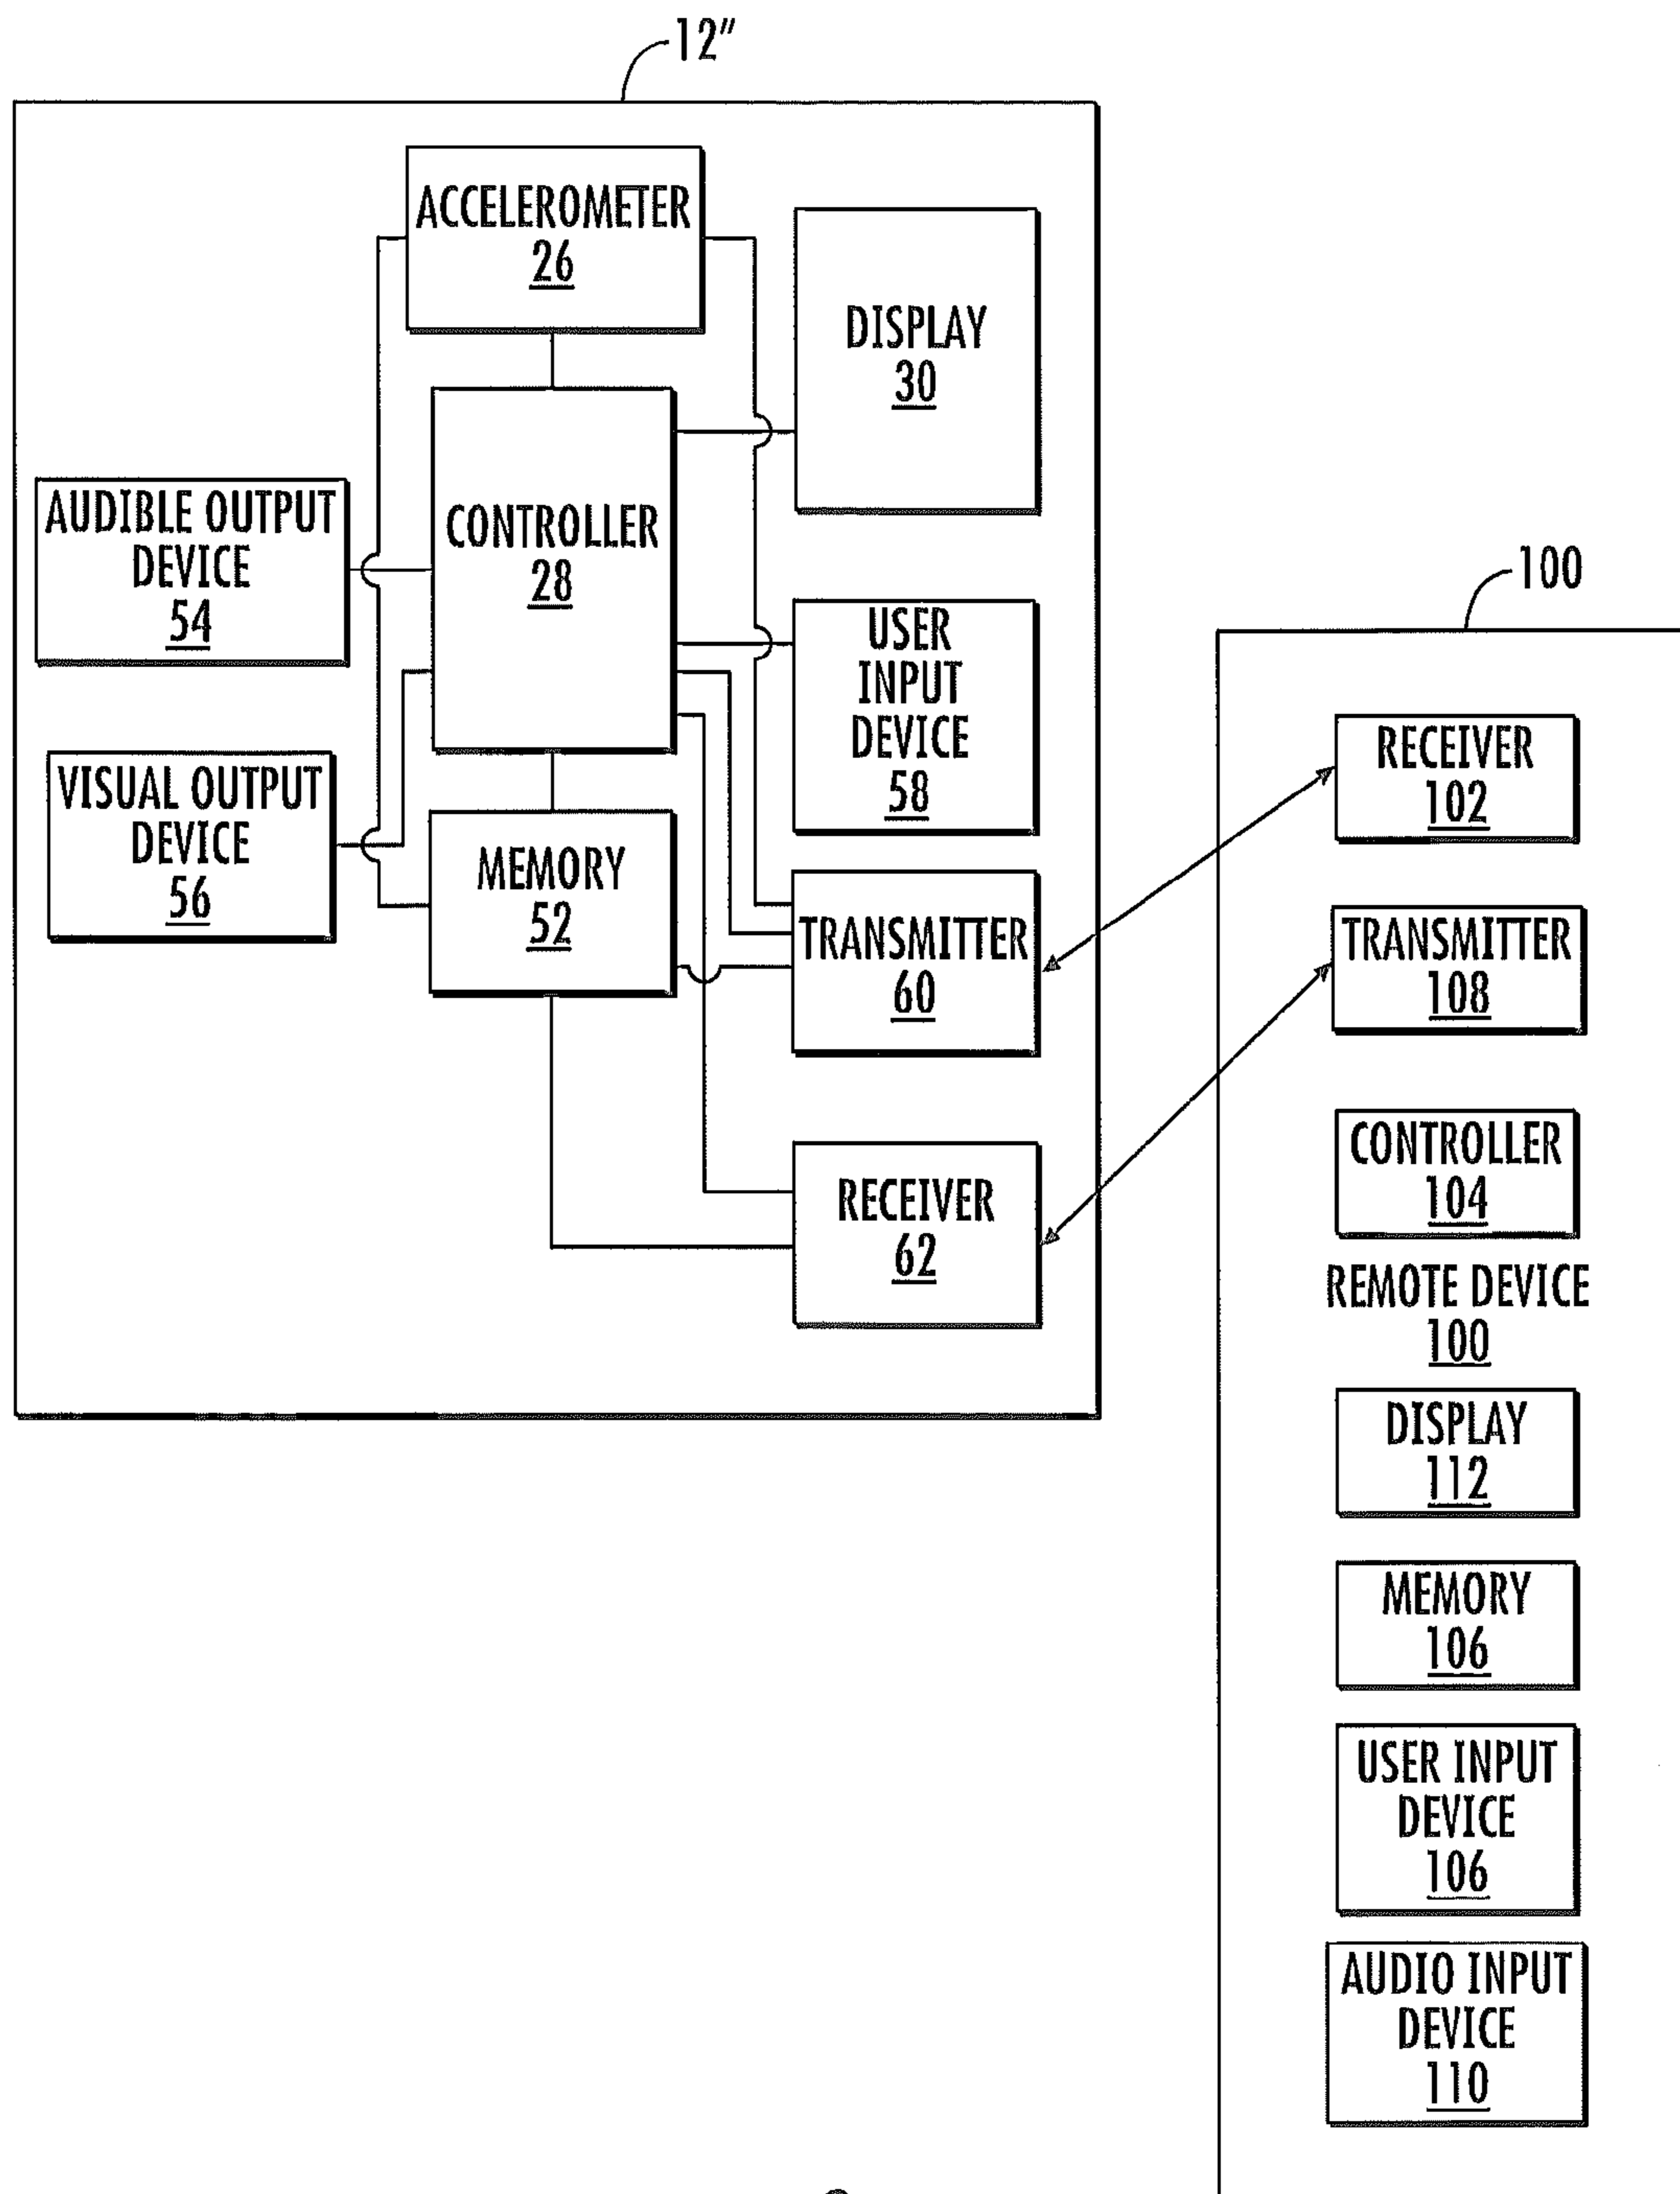 12"
ACCELEROMETER
26
DISPLAY
30
AUDIBLE OUTPUT
DEVICE
54
CONTROLLER
28
USER
INPUT
DEVICE
58
VISUAL OUTPUT
DEVICE
56
MEMORY
52
TRANSMITTER
60
RECEIVER
62
100
RECEIVER
102
TRANSMITTER
108
CONTROLLER
104
REMOTE DEVICE
100
DISPLAY
112
MEMORY
106
USER INPUT
DEVICE
106
AUDIO INPUT
DEVICE
110